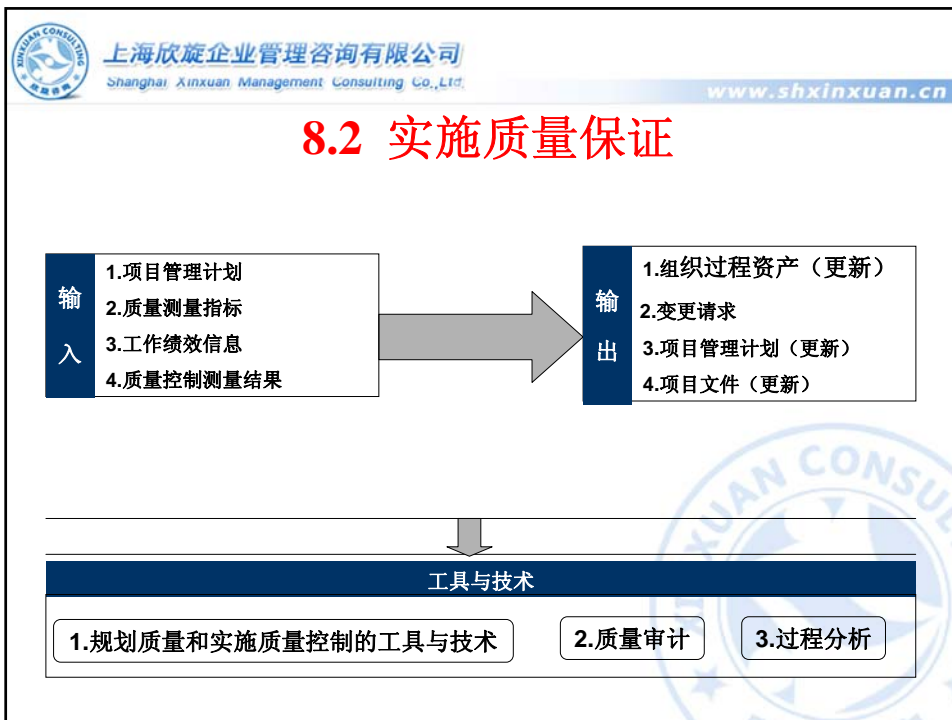 上海欣旋企业管理咨询有限公司
Shanghai Xinxuan Management Consulting Co.,Ltd.
www.shxinxuan.cn
8.2 实施质量保证
输入
1.项目管理计划
2.质量测量指标
3.工作绩效信息
4.质量控制测量结果
输出
1.组织过程资产（更新）
2.变更请求
3.项目管理计划（更新）
4.项目文件（更新）
工具与技术
1.规划质量和实施质量控制的工具与技术
2.质量审计
3.过程分析